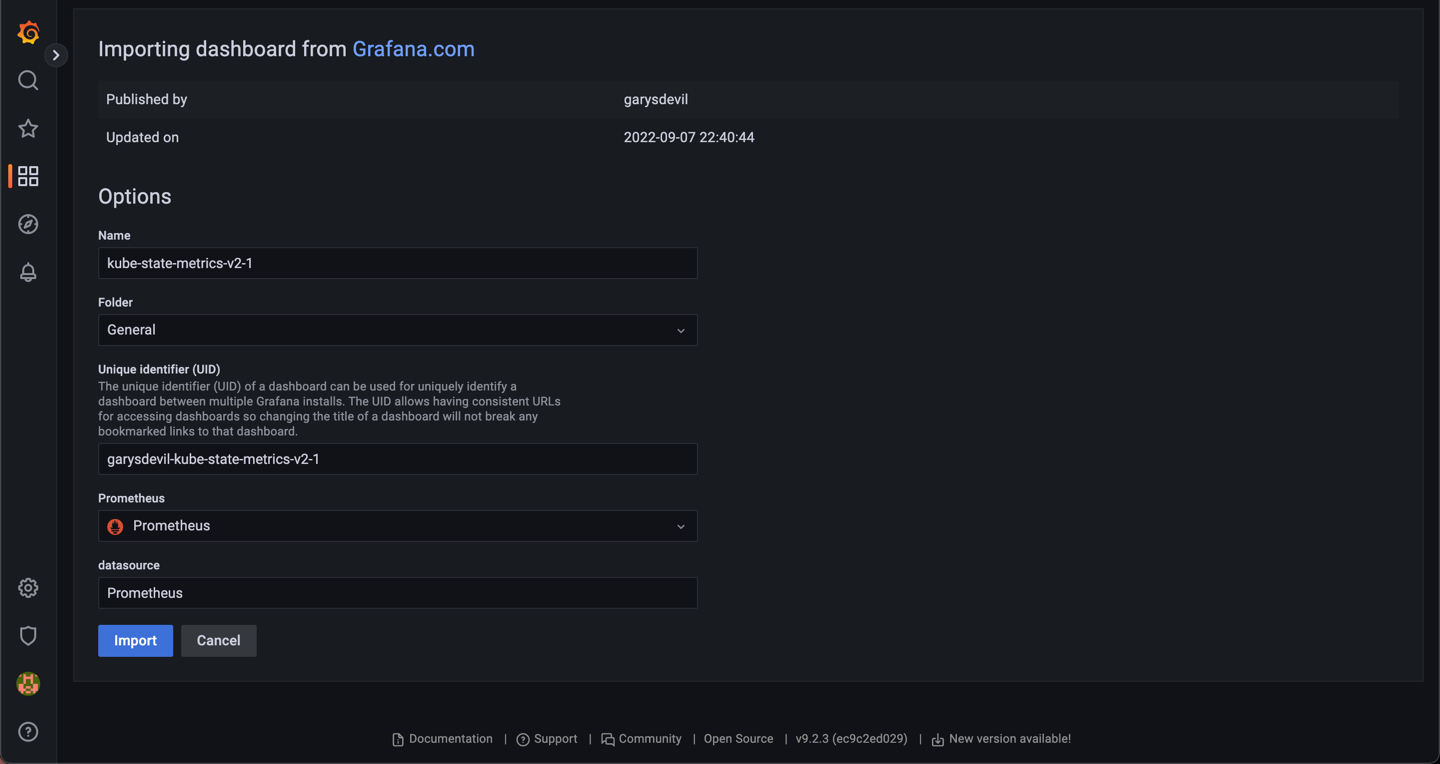 Importing dashboard from Grafana.com
Published by garysdevil
Updated on 2022-09-07 22:40:44
Options
Name
kube-state-metrics-v2-1
Folder
General
Unique identifier (UID)
The unique identifier (UID) of a dashboard can be used for uniquely identify a
dashboard between multiple Grafana installs. The UID allows having consistent URLs
for accessing dashboards so changing the title of a dashboard will not break any
bookmarked links to that dashboard.
garysdevil-kube-state-metrics-v2-1
Prometheus
Prometheus
datasource
Prometheus
Import Cancel
Documentation | Support | Community | Open Source | v9.2.3 (ec9c2ed029) | New version available!